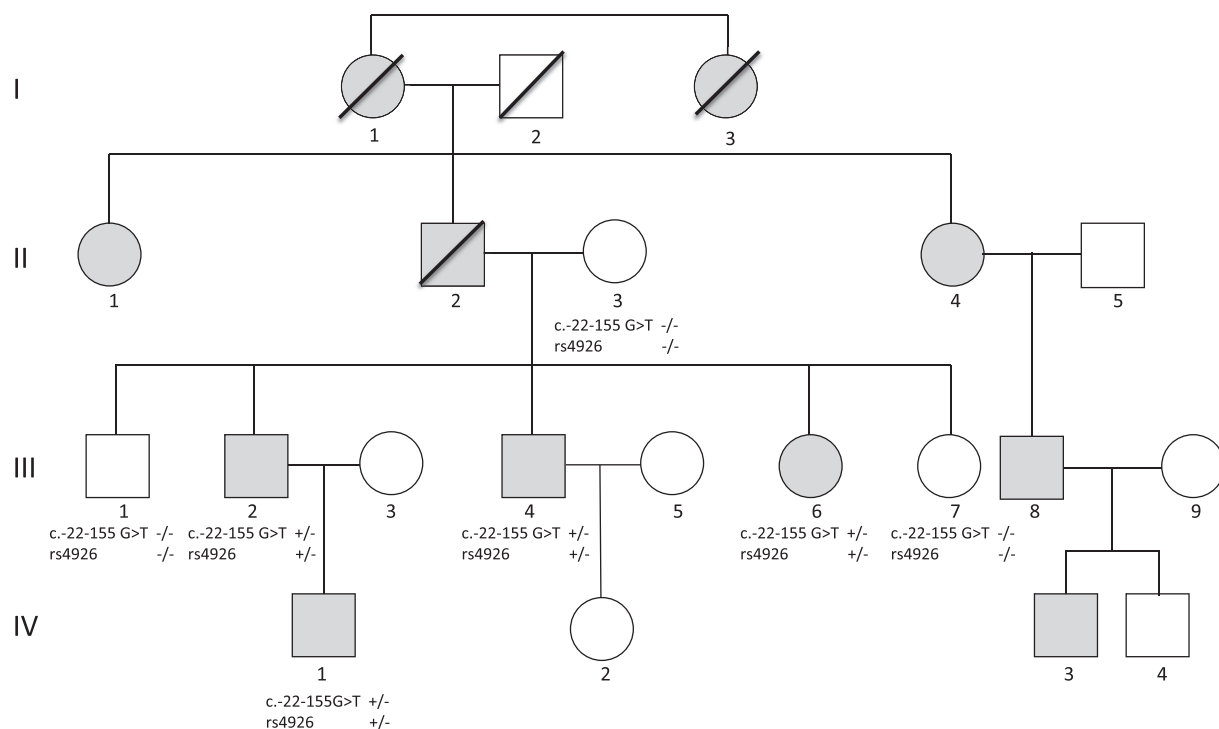 I
1
2
3
II
1
2
3
4
5
c.-22-155 G>T -/-
rs4926 -/-
III
1
2
3
4
5
6
7
8
9
c.-22-155 G>T -/-
rs4926 -/-
c.-22-155 G>T +/-
rs4926 +/-
c.-22-155 G>T +/-
rs4926 +/-
c.-22-155 G>T +/-
rs4926 +/-
c.-22-155 G>T -/-
rs4926 -/-
IV
1
2
3
4
c.-22-155G>T +/-
rs4926 +/-